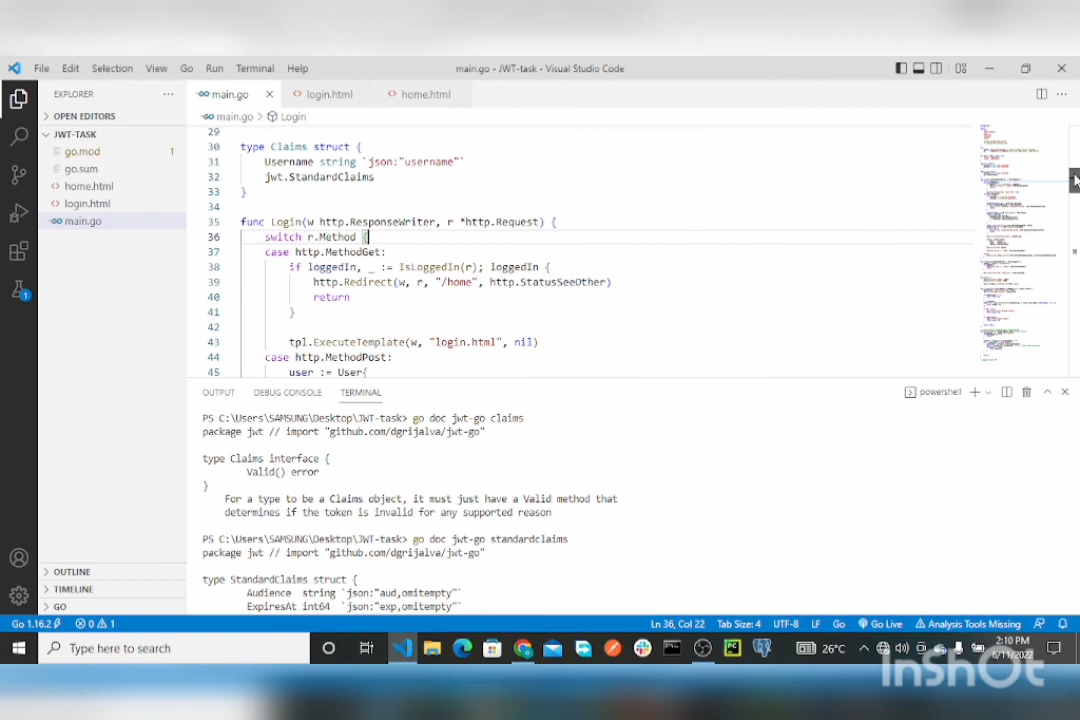 File Edit Selection View Go Run Terminal Help
main.go - JWT-task - Visual Studio Code
EXPLORER
OPEN EDITORS
JWT-TASK
go.mod 1
go.sum
home.html
login.html
main.go
OUTLINE
TIMELINE
GO
1
main.go login.html home.html
main.go > Login
29
30 type Claims struct {
31 Username string `json:"username"`
32 jwt.StandardClaims
33 }
34
35 func Login(w http.ResponseWriter, r *http.Request) {
36 switch r.Method {
37 case http.MethodGet:
38 if loggedIn, _ := IsLoggedIn(r); loggedIn {
39 http.Redirect(w, r, "/home", http.StatusSeeOther)
40 return
41 }
42
43 tpl.ExecuteTemplate(w, "login.html", nil)
44 case http.MethodPost:
45 user := User{
OUTPUT DEBUG CONSOLE TERMINAL
powershell
PS C:\Users\SAMSUNG\Desktop\JWT-task> go doc jwt-go claims
package jwt // import "github.com/dgrijalva/jwt-go"
type Claims interface {
Valid() error
}
For a type to be a Claims object, it must just have a Valid method that
determines if the token is invalid for any supported reason
PS C:\Users\SAMSUNG\Desktop\JWT-task> go doc jwt-go standardclaims
package jwt // import "github.com/dgrijalva/jwt-go"
type StandardClaims struct {
Audience string `json:"aud,omitempty"`
ExpiresAt int64 `json:"exp,omitempty"`
Go 1.16.2 0 1 Ln 36, Col 22 Tab Size: 4 UTF-8 LF Go Go Live Analysis Tools Missing
Type here to search
26°C
2:10 PM
6/11/2022
InShOt